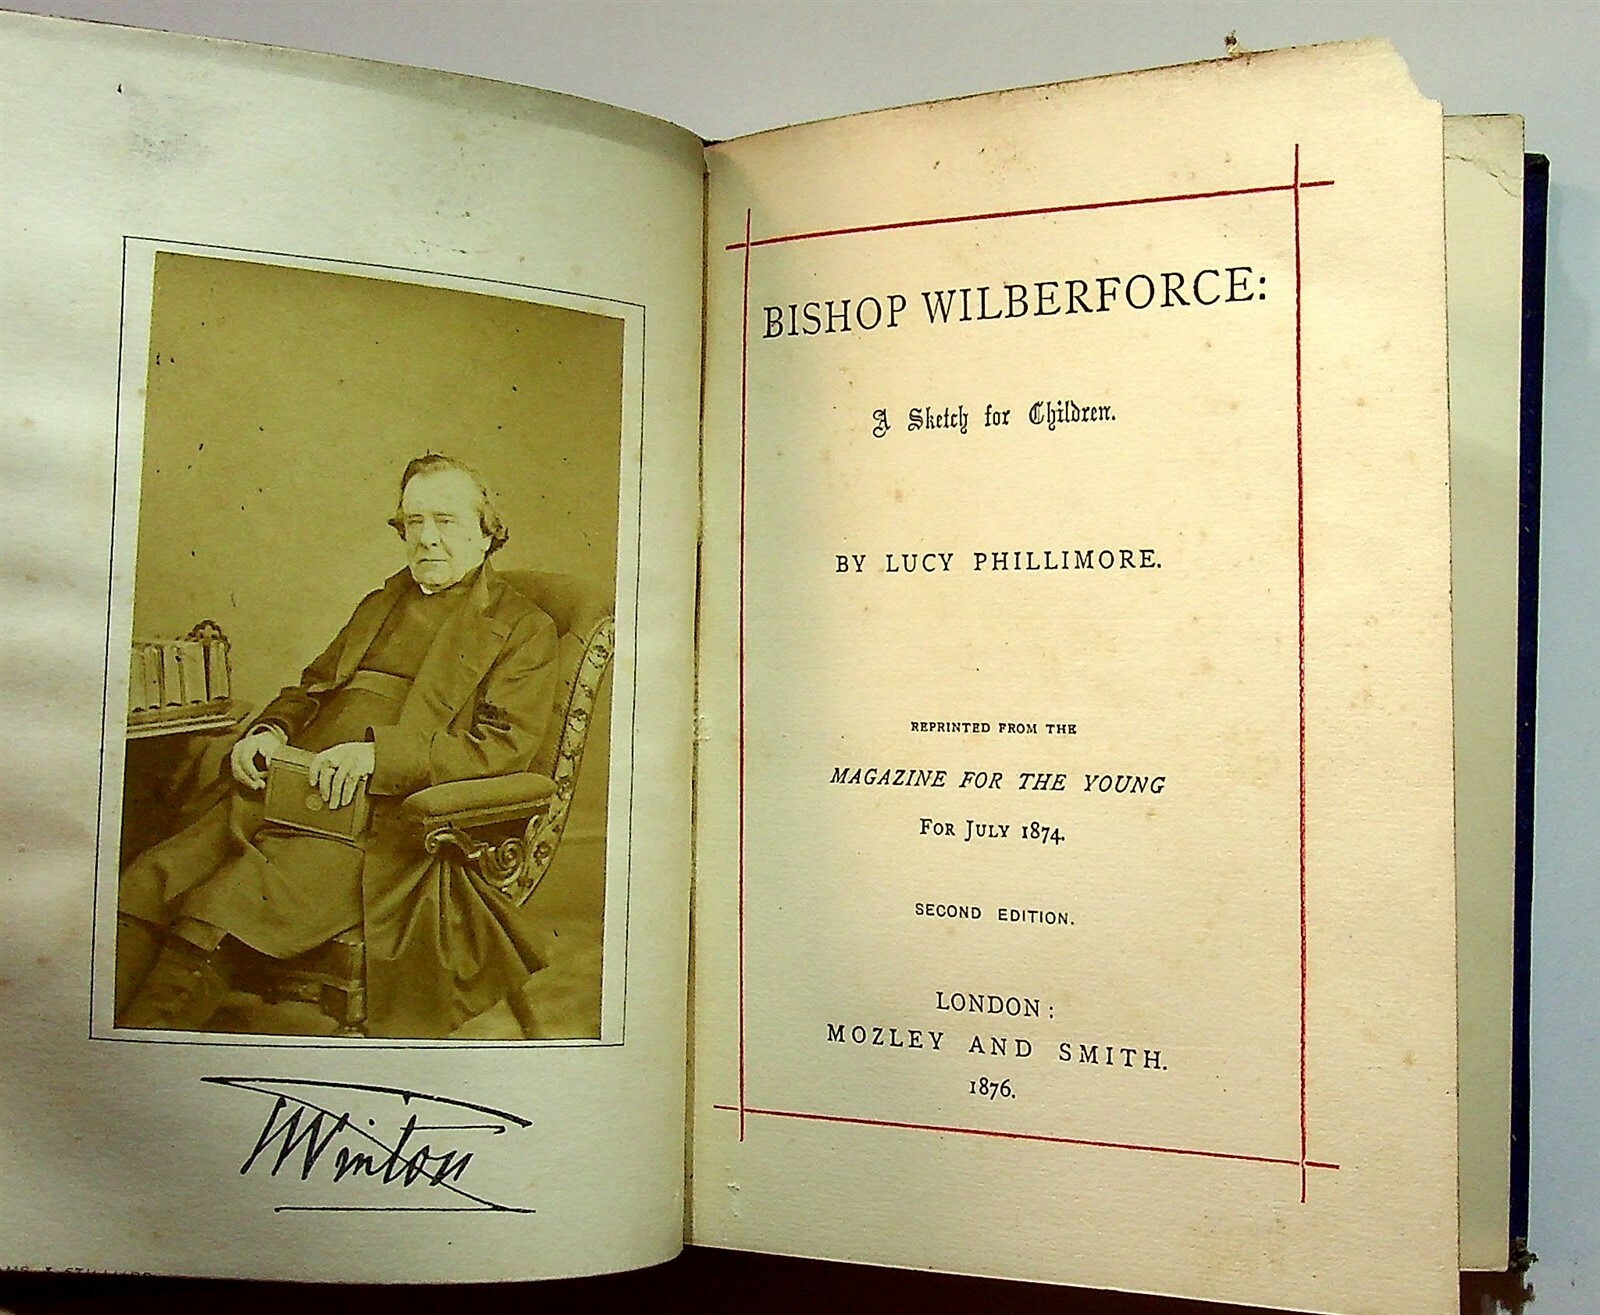 S Winton
BISHOP WILBERFORCE:
A Sketch for Children.
BY LUCY PHILLIMORE.
REPRINTED FROM THE
MAGAZINE FOR THE YOUNG
FOR JULY 1874.
SECOND EDITION.
LONDON:
MOZLEY AND SMITH.
1876.